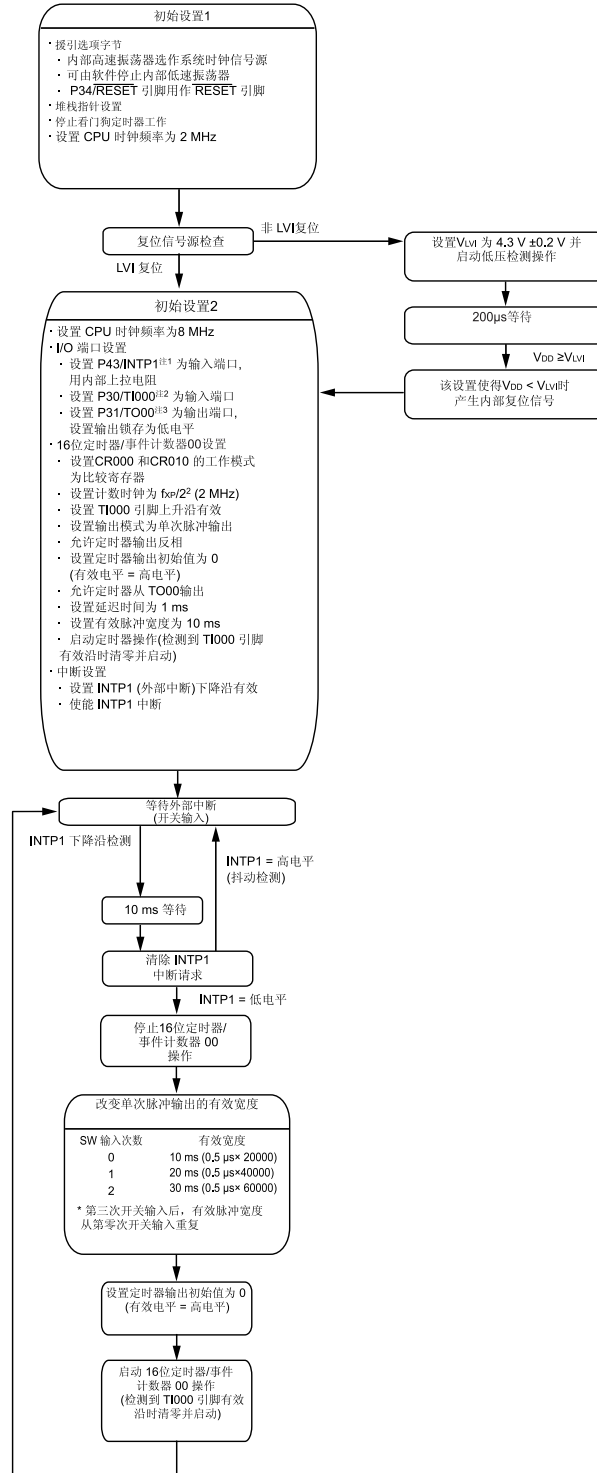 初始设置1
· 援引选项字节
· 内部高速振荡器选作系统时钟信号源
· 可由软件停止内部低速振荡器
· P34/RESET 引脚用作 RESET 引脚
· 堆栈指针设置
· 停止看门狗定时器工作
· 设置 CPU 时钟频率为 2 MHz
复位信号源检查
非 LVI复位
LVI 复位
设置VLVI 为 4.3 V ±0.2 V 并
启动低压检测操作
200μs等待
VDD ≥VLVI
该设置使得VDD < VLVI时
产生内部复位信号
初始设置2
· 设置 CPU 时钟频率为8 MHz
· I/O 端口设置
· 设置 P43/INTP1注1 为输入端口,
用内部上拉电阻
· 设置 P30/TI000注2 为输入端口
· 设置 P31/TO00注3 为输出端口,
设置输出锁存为低电平
· 16位定时器/事件计数器00设置
· 设置CR000 和CR010 的工作模式
为比较寄存器
· 设置计数时钟为 fXP/2² (2 MHz)
· 设置 TI000 引脚上升沿有效
· 设置输出模式为单次脉冲输出
· 允许定时器输出反相
· 设置定时器输出初始值为 0
(有效电平 = 高电平)
· 允许定时器从 TO00输出
· 设置延迟时间为 1 ms
· 设置有效脉冲宽度为 10 ms
· 启动定时器操作(检测到 TI000 引脚
有效沿时清零并启动)
· 中断设置
· 设置 INTP1 (外部中断)下降沿有效
· 使能 INTP1 中断
等待外部中断
(开关输入)
INTP1 下降沿检测
INTP1 = 高电平
(抖动检测)
10 ms 等待
清除 INTP1
中断请求
INTP1 = 低电平
停止16位定时器/
事件计数器 00
操作
改变单次脉冲输出的有效宽度
SW 输入次数 有效宽度
0 10 ms (0.5 μs× 20000)
1 20 ms (0.5 μs×40000)
2 30 ms (0.5 μs× 60000)
* 第三次开关输入后，有效脉冲宽度
从第零次开关输入重复
设置定时器输出初始值为 0
(有效电平 = 高电平)
启动 16位定时器/事件
计数器 00 操作
(检测到 TI000 引脚有效
沿时清零并启动)